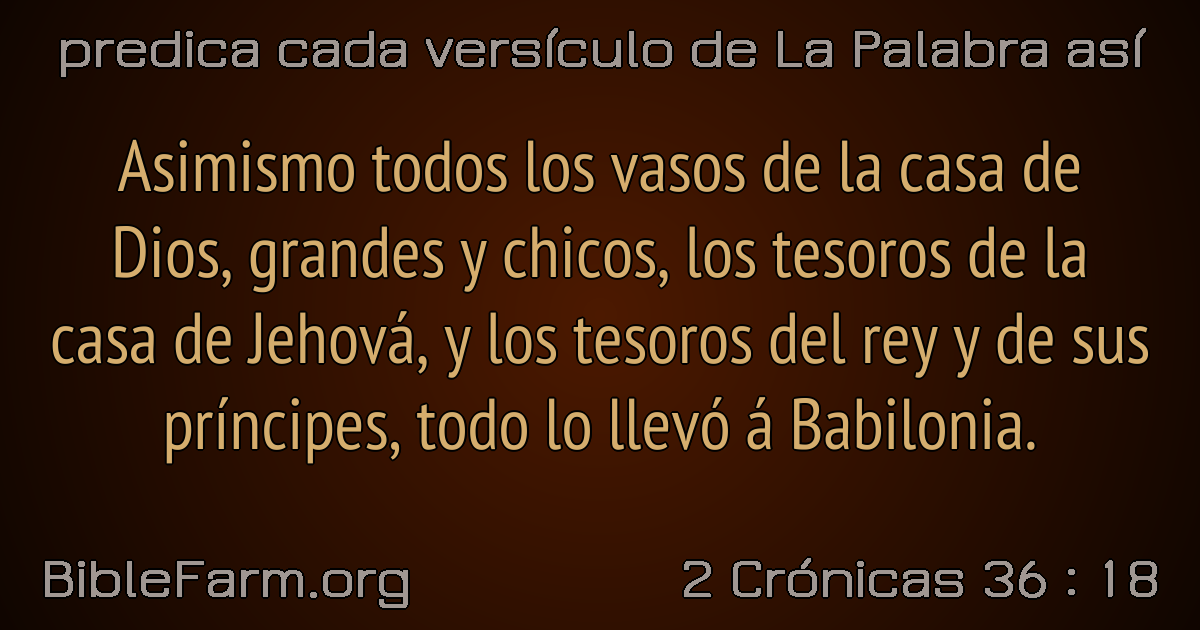 predica cada versículo de La Palabra así
Asimismo todos los vasos de la casa de
Dios, grandes y chicos, los tesoros de la
casa de Jehová, y los tesoros del rey y de sus
príncipes, todo lo llevó á Babilonia.
BibleFarm.org
2 Crónicas 36 : 18